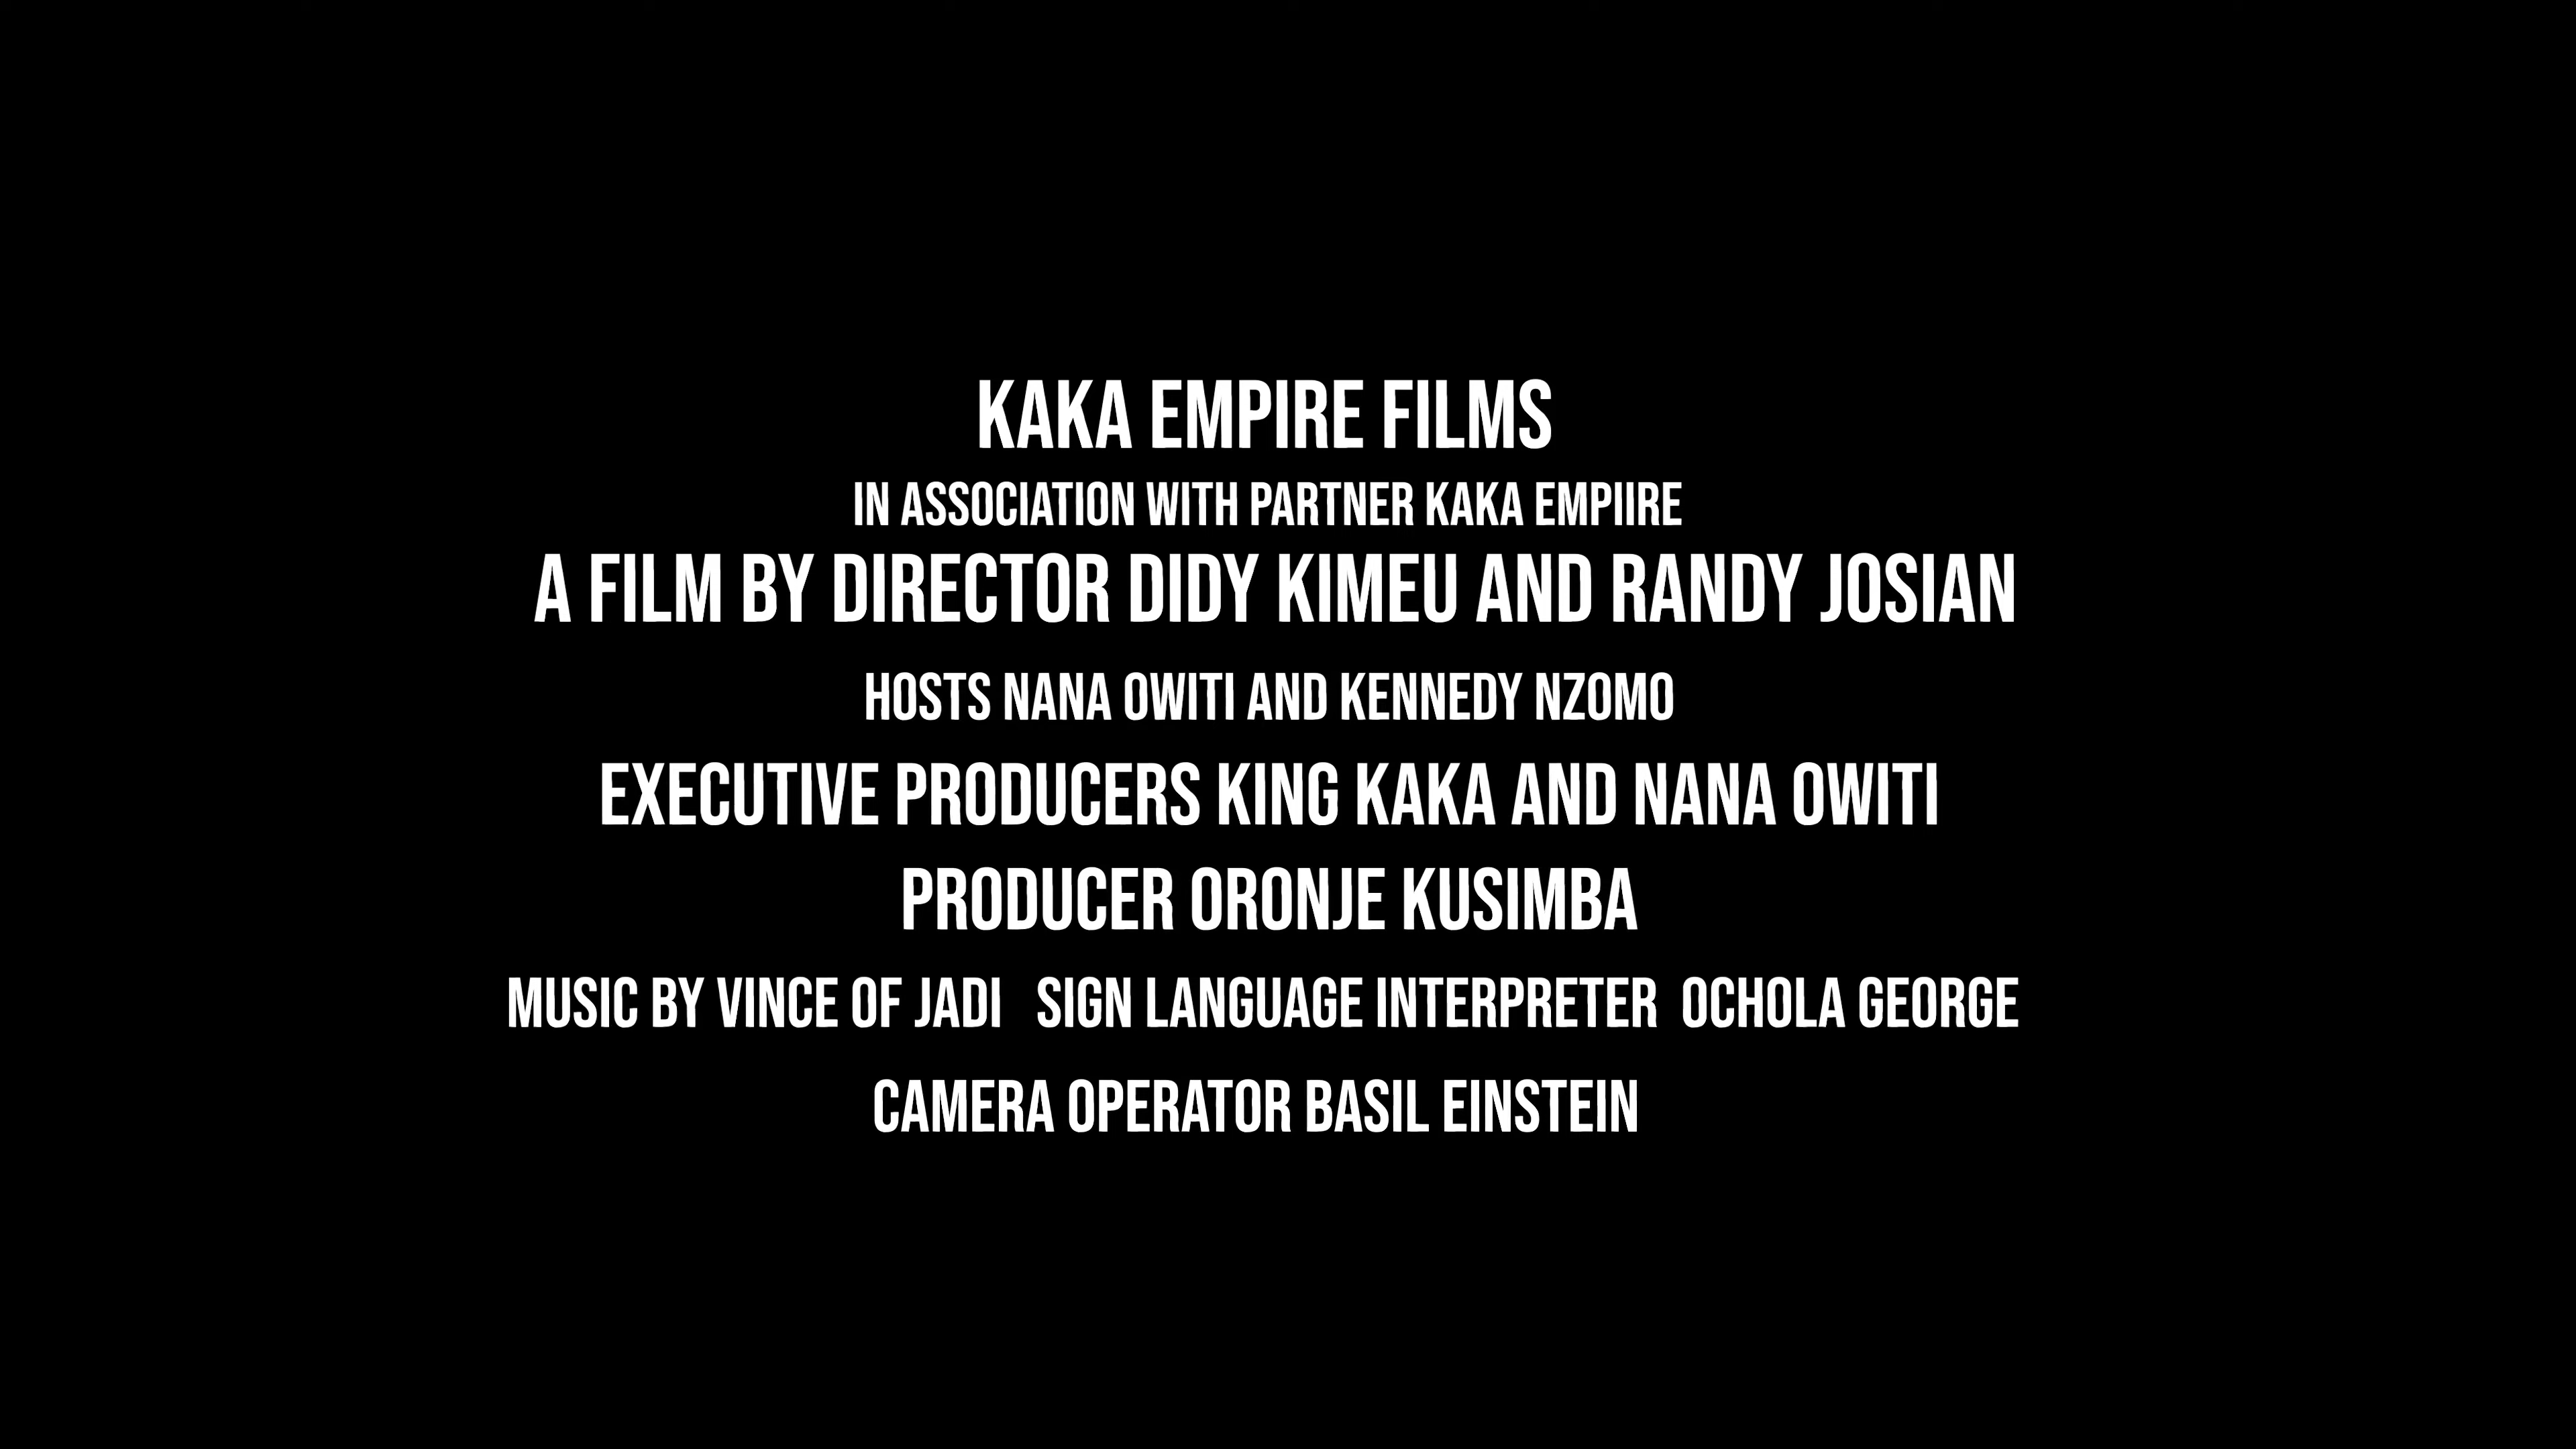 KAKA EMPIRE FILMS
IN ASSOCIATION WITH PARTNER KAKA EMPIIRE
A FILM BY DIRECTOR DIDY KIMEU AND RANDY JOSIAN
HOSTS NANA OWITI AND KENNEDY NZOMO
EXECUTIVE PRODUCERS KING KAKA AND NANA OWITI
PRODUCER ORONJE KUSIMBA
MUSIC BY VINCE OF JADI SIGN LANGUAGE INTERPRETER OCHOLA GEORGE
CAMERA OPERATOR BASIL EINSTEIN